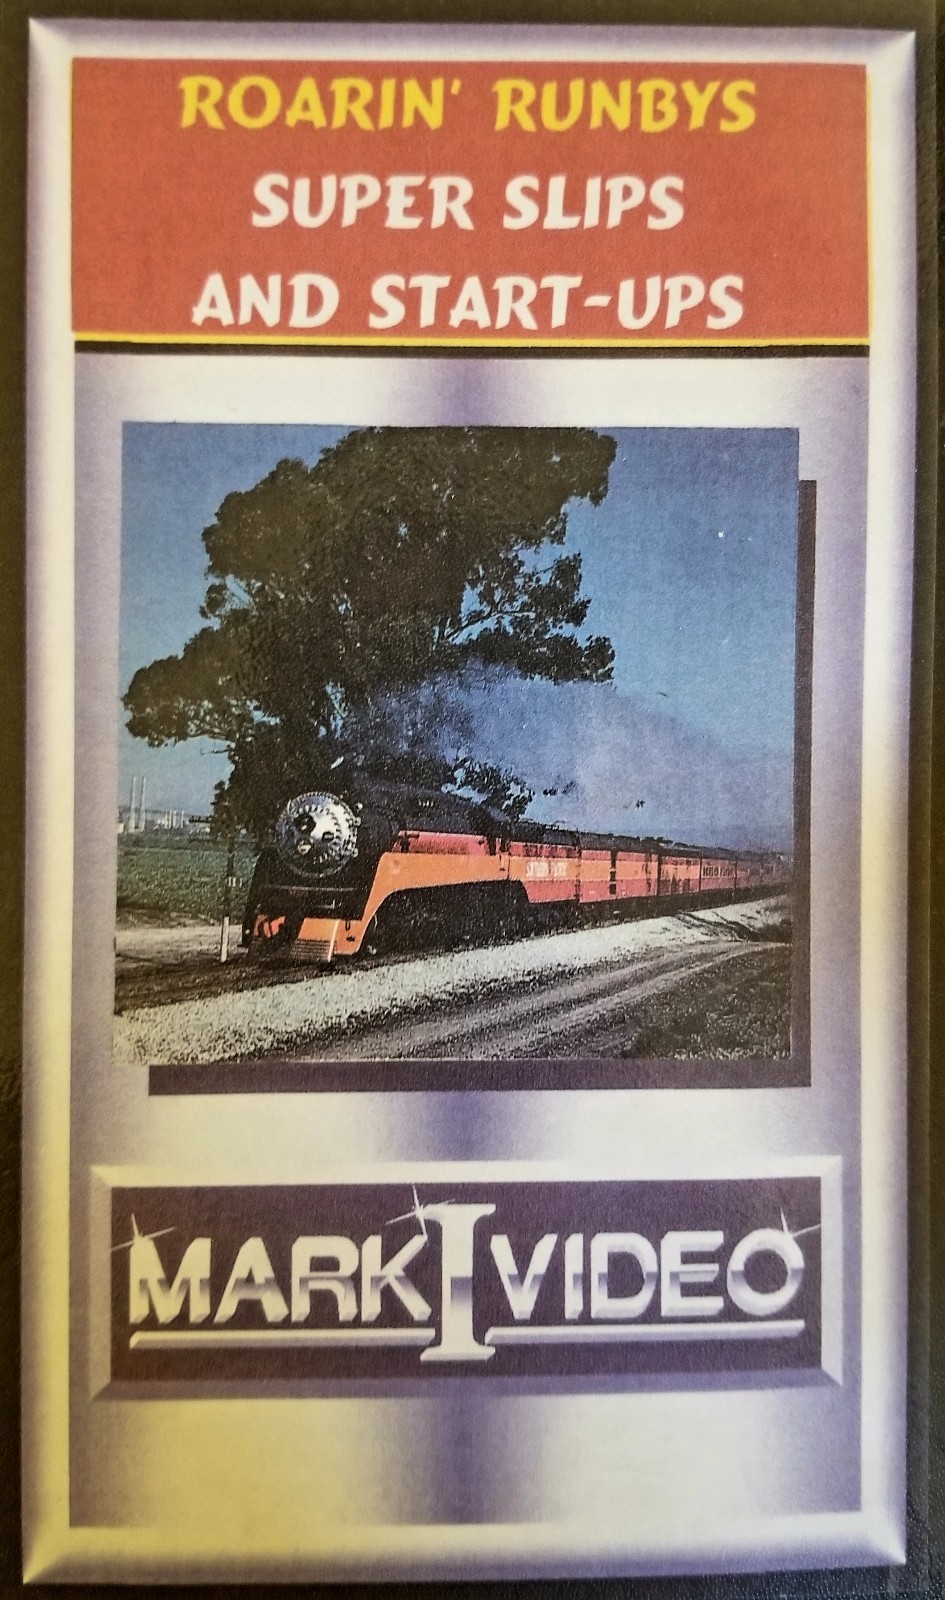 ROARIN' RUNBYS
SUPER SLIPS
AND START-UPS
MARK I VIDEO